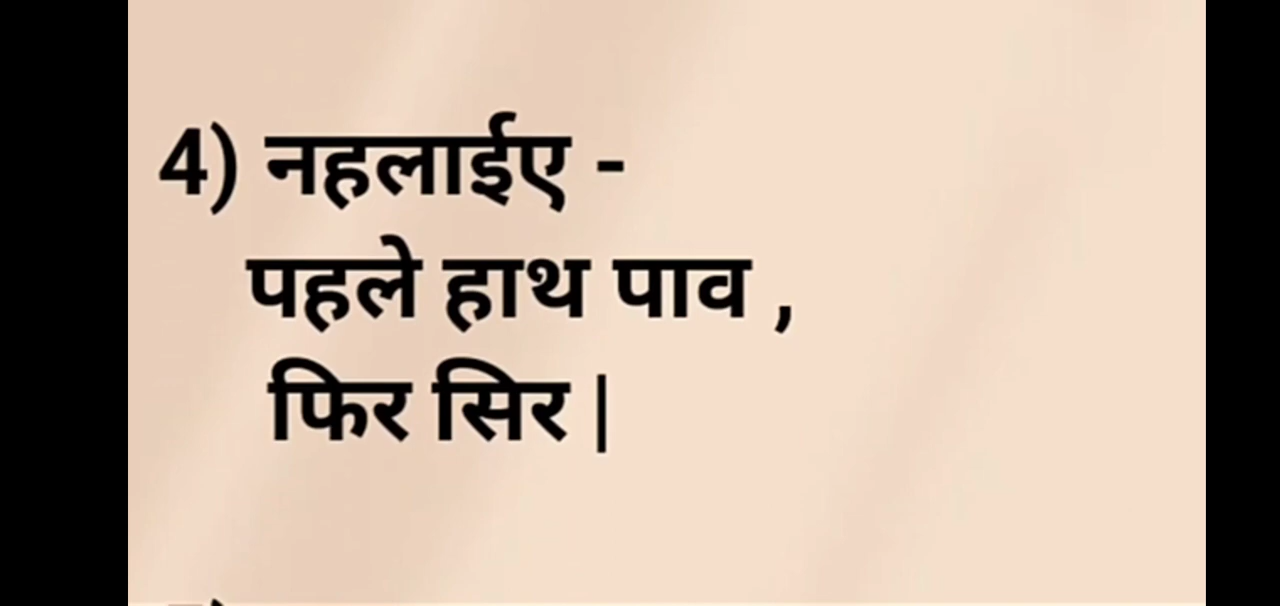 4) नहलाईए -
पहले हाथ पाव ,
फिर सिर |